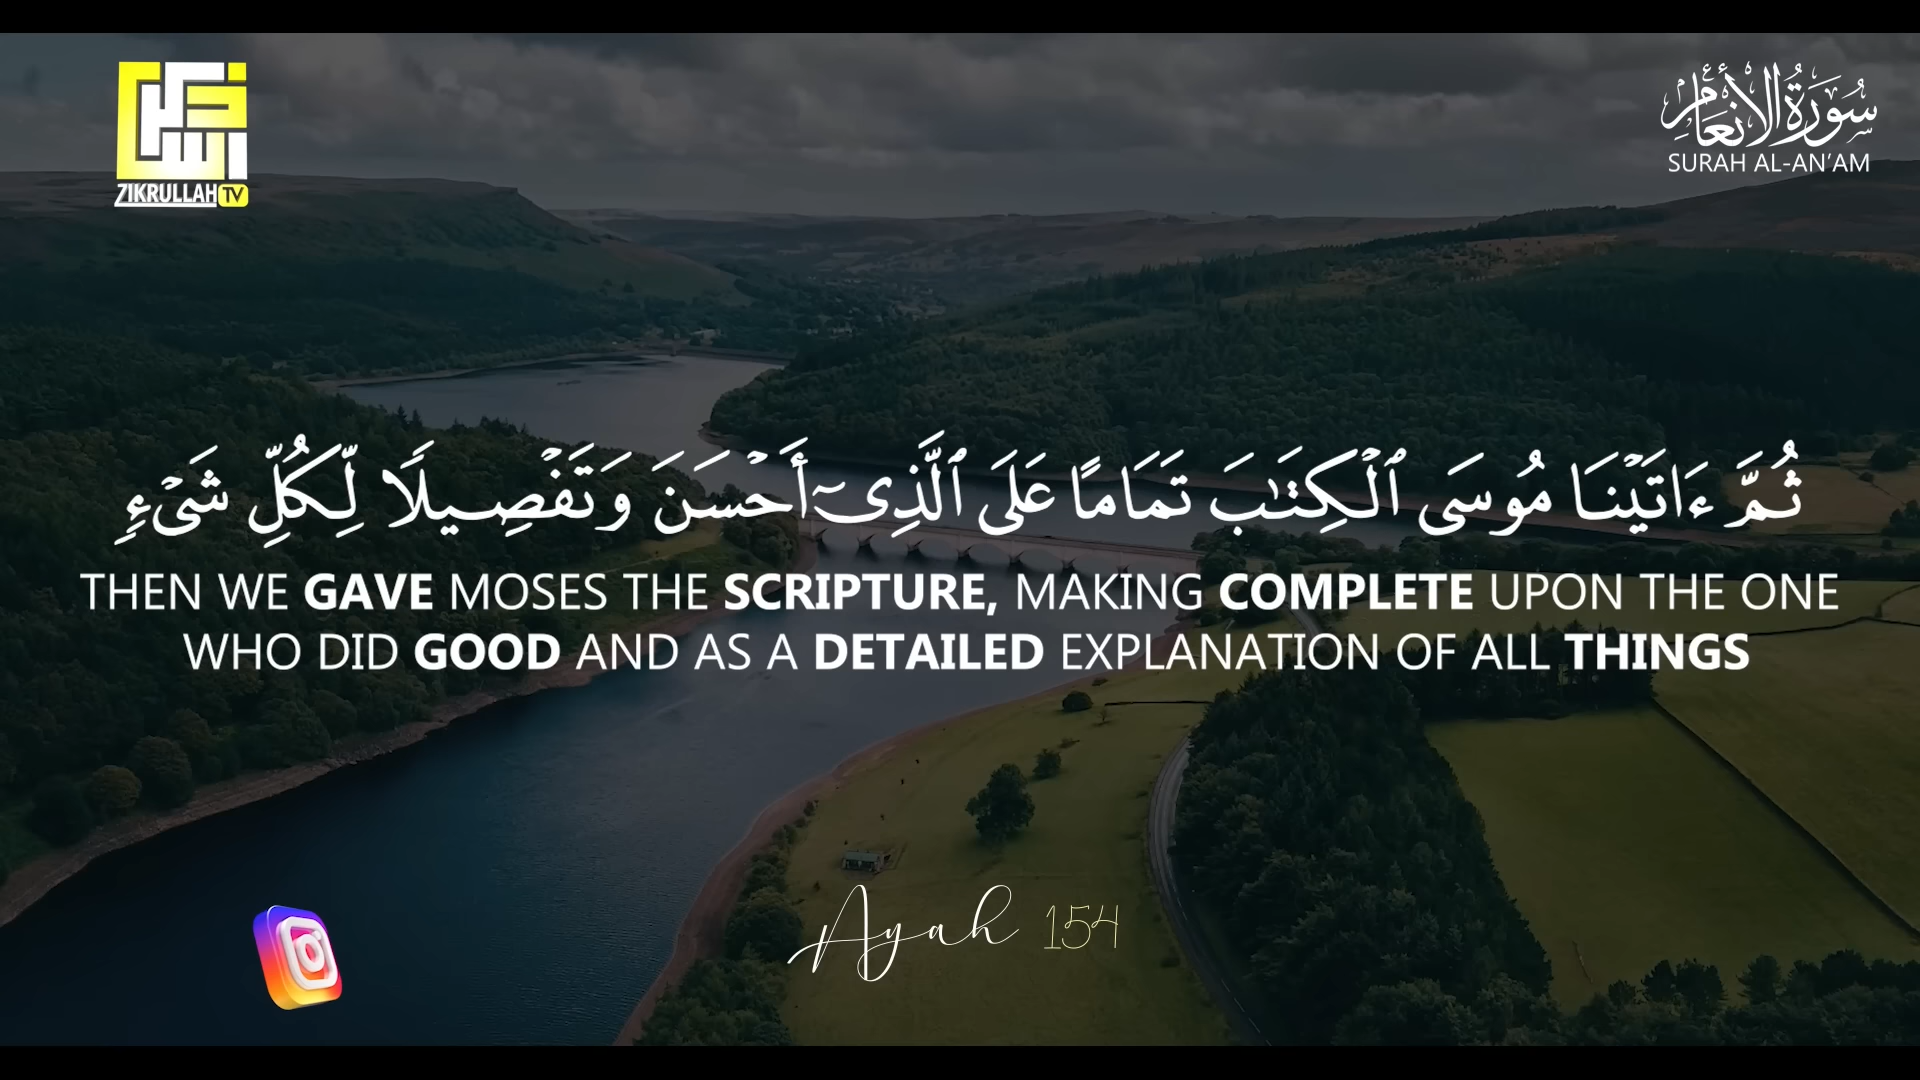 ذكر الله
ZIKRULLAH TV
سُورَةُ الأَنْعَامِ
SURAH AL-AN'AM
ثُمَّ ءَاتَيْنَا مُوسَى ٱلْكِتَٰبَ تَمَامًا عَلَى ٱلَّذِىٓ أَحْسَنَ وَتَفْصِيلًا لِّكُلِّ شَىْءٍ
THEN WE GAVE MOSES THE SCRIPTURE, MAKING COMPLETE UPON THE ONE
WHO DID GOOD AND AS A DETAILED EXPLANATION OF ALL THINGS
Ayah 154